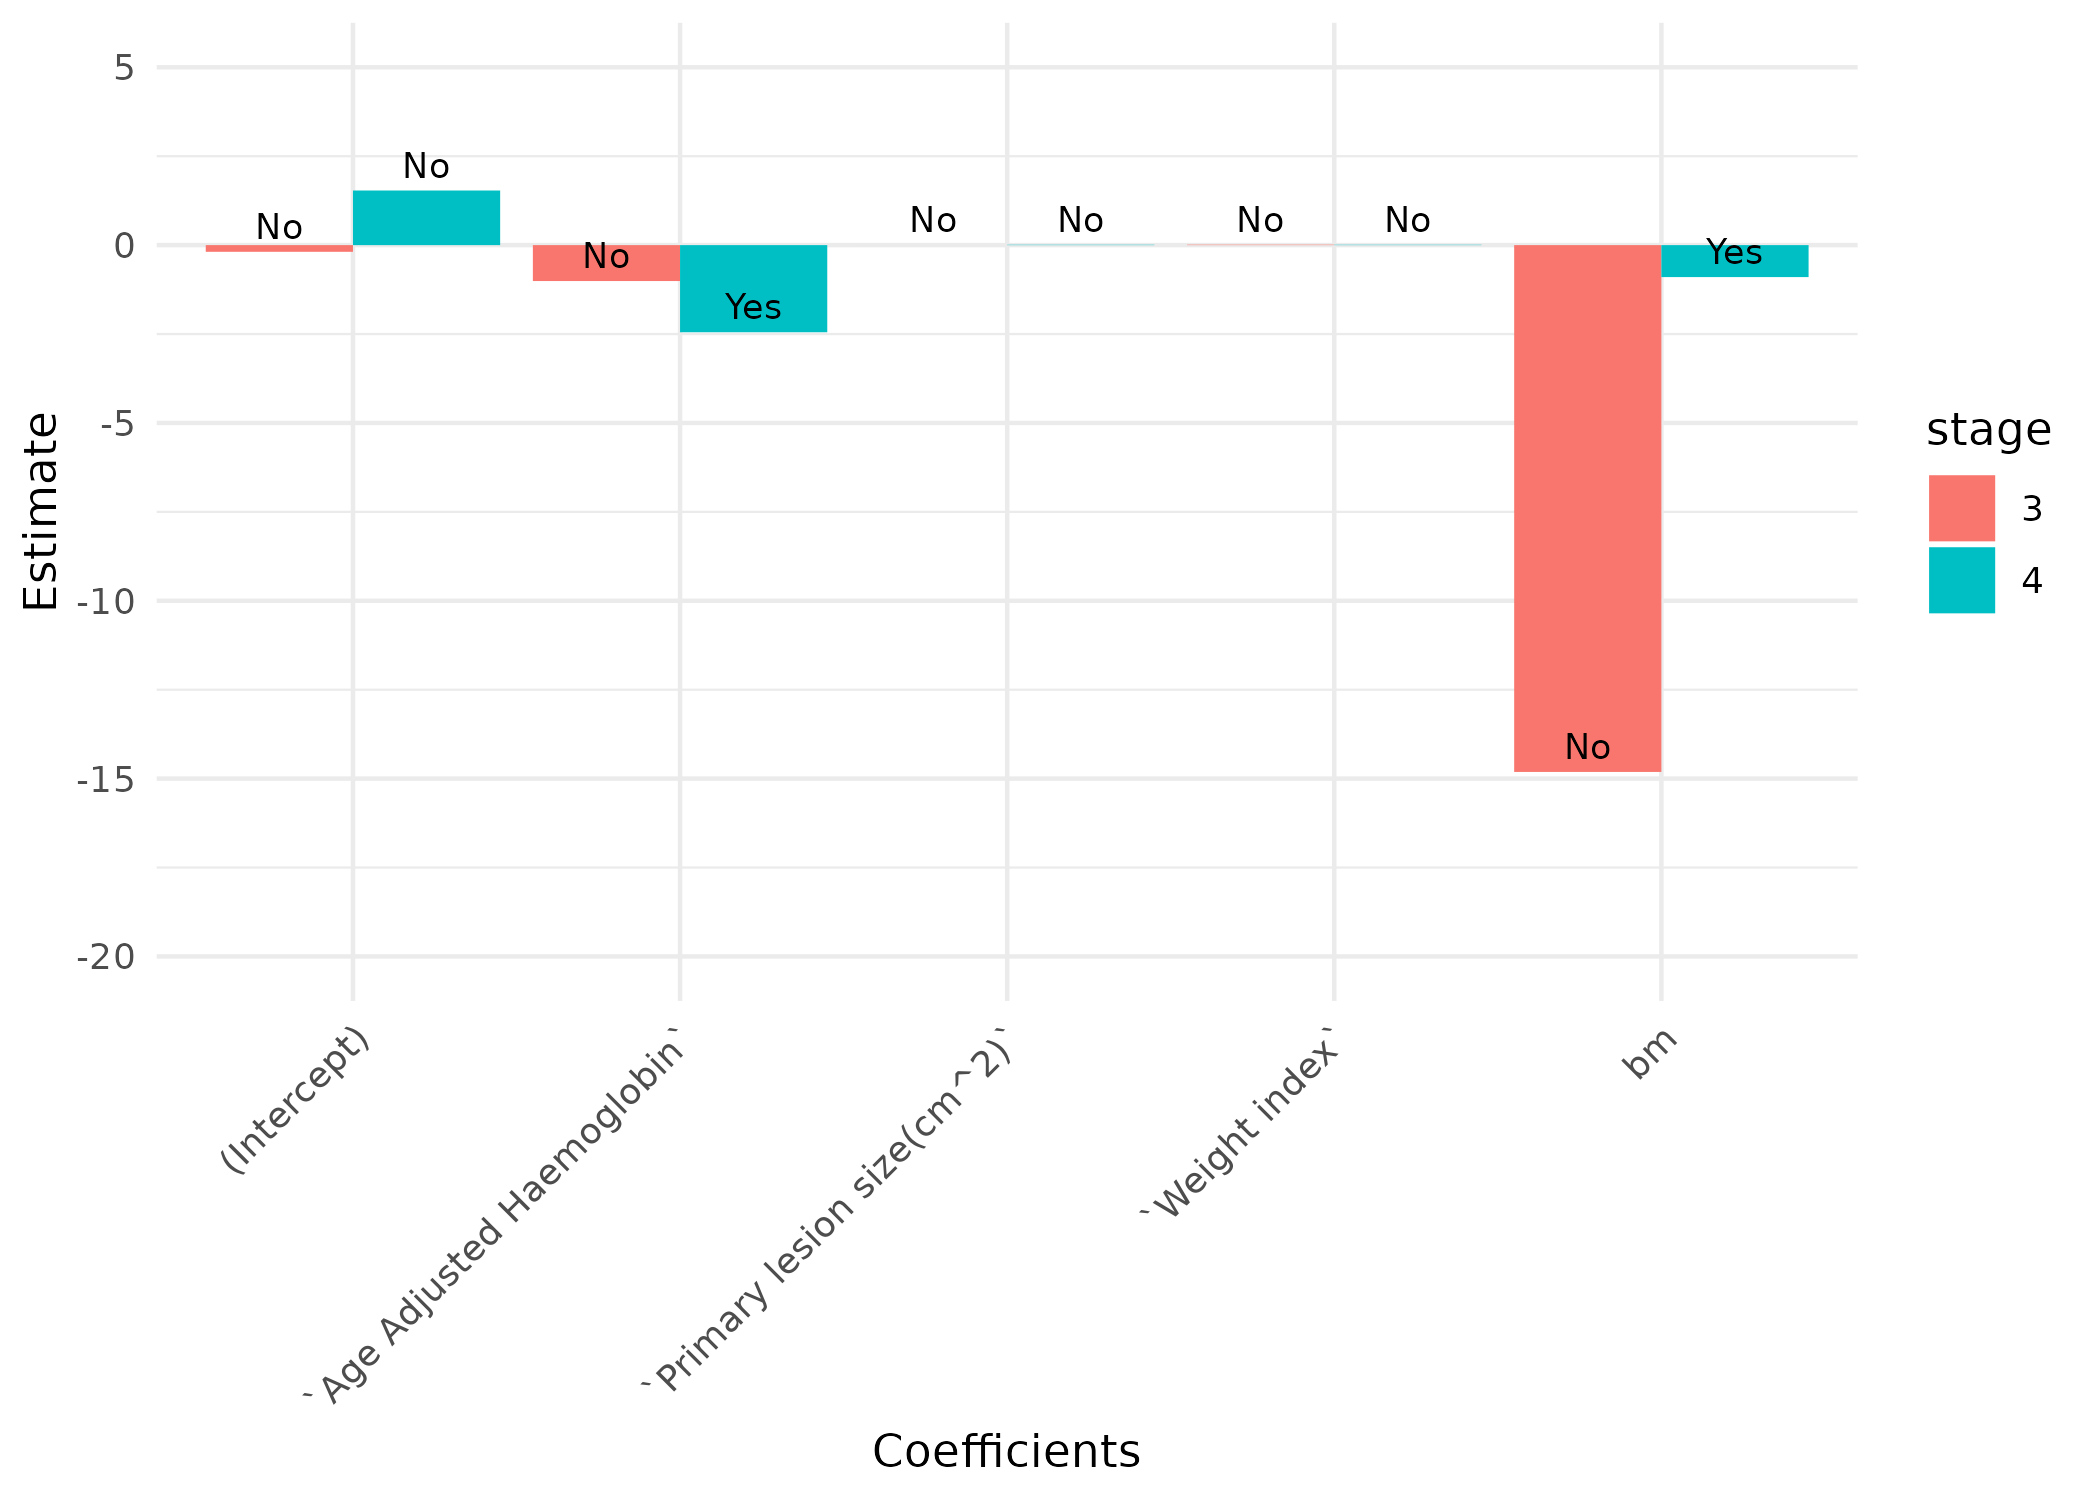 5
0
-5
-10
-15
-20
Estimate
No
No
No
Yes
No
No
No
No
No
Yes
(Intercept)
`Age Adjusted Haemoglobin`
`Primary lesion size(cm^2)`
`Weight index`
bm
Coefficients
stage
3
4